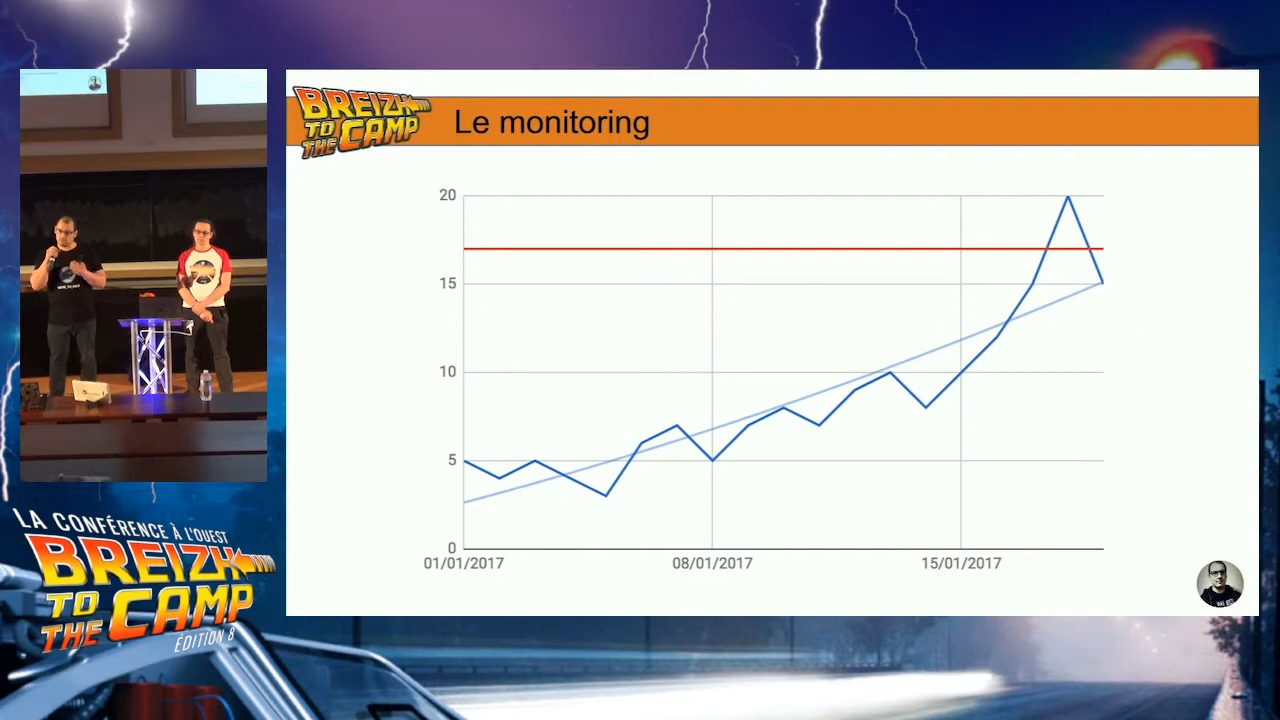 BREIZH
TO
THE CAMP
Le monitoring
20
15
10
5
0
01/01/2017
08/01/2017
15/01/2017
LA CONFÉRENCE À L'OUEST
BREIZH
TO
THE CAMP
ÉDITION 8